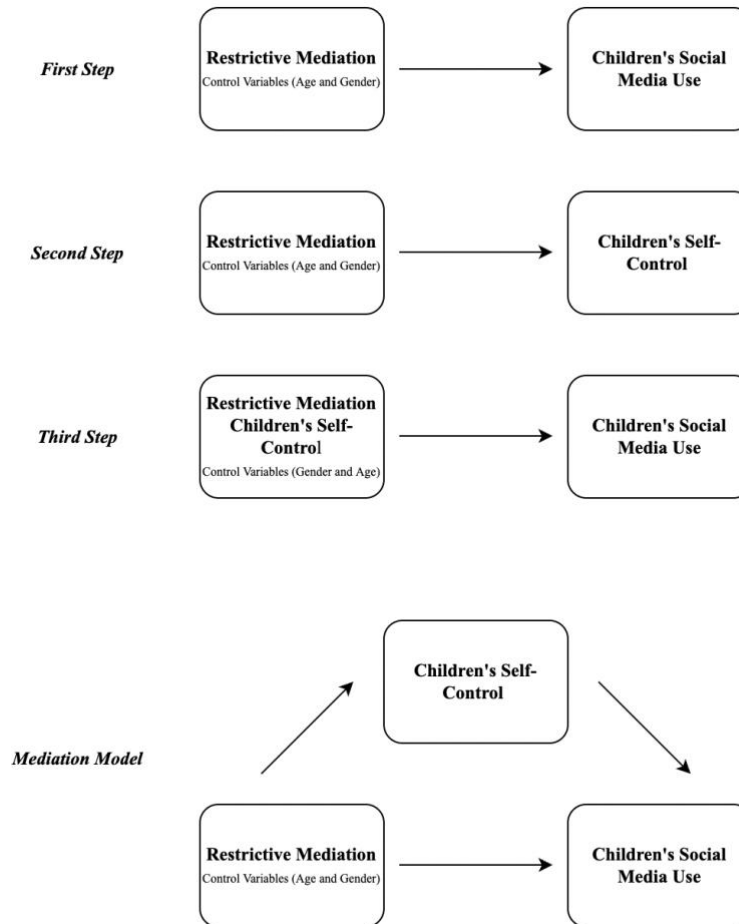 First Step
Restrictive Mediation
Control Variables (Age and Gender)
Children's Social
Media Use
Second Step
Restrictive Mediation
Control Variables (Age and Gender)
Children's Self-
Control
Third Step
Restrictive Mediation
Children's Self-
Control
Control Variables (Gender and Age)
Children's Social
Media Use
Children's Self-
Control
Mediation Model
Restrictive Mediation
Control Variables (Age and Gender)
Children's Social
Media Use